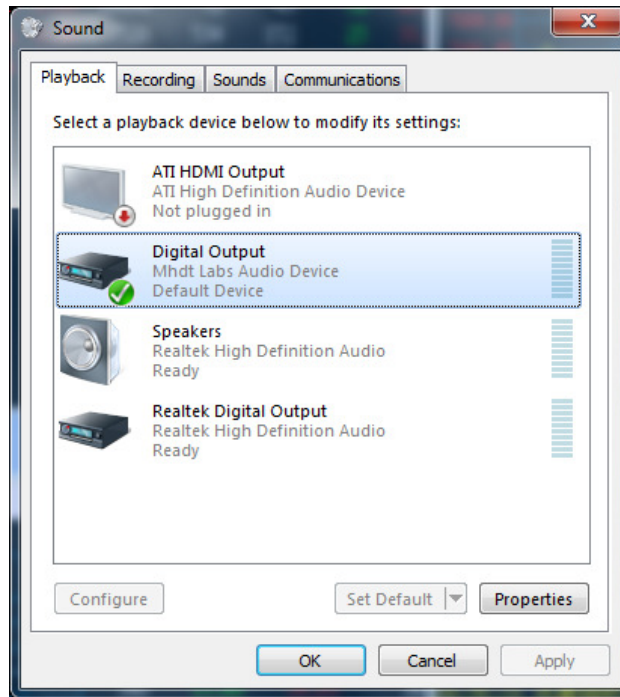 Sound
Playback Recording Sounds Communications
Select a playback device below to modify its settings:
ATI HDMI Output
ATI High Definition Audio Device
Not plugged in
Digital Output
Mhdt Labs Audio Device
Default Device
Speakers
Realtek High Definition Audio
Ready
Realtek Digital Output
Realtek High Definition Audio
Ready
Configure Set Default Properties
OK Cancel Apply